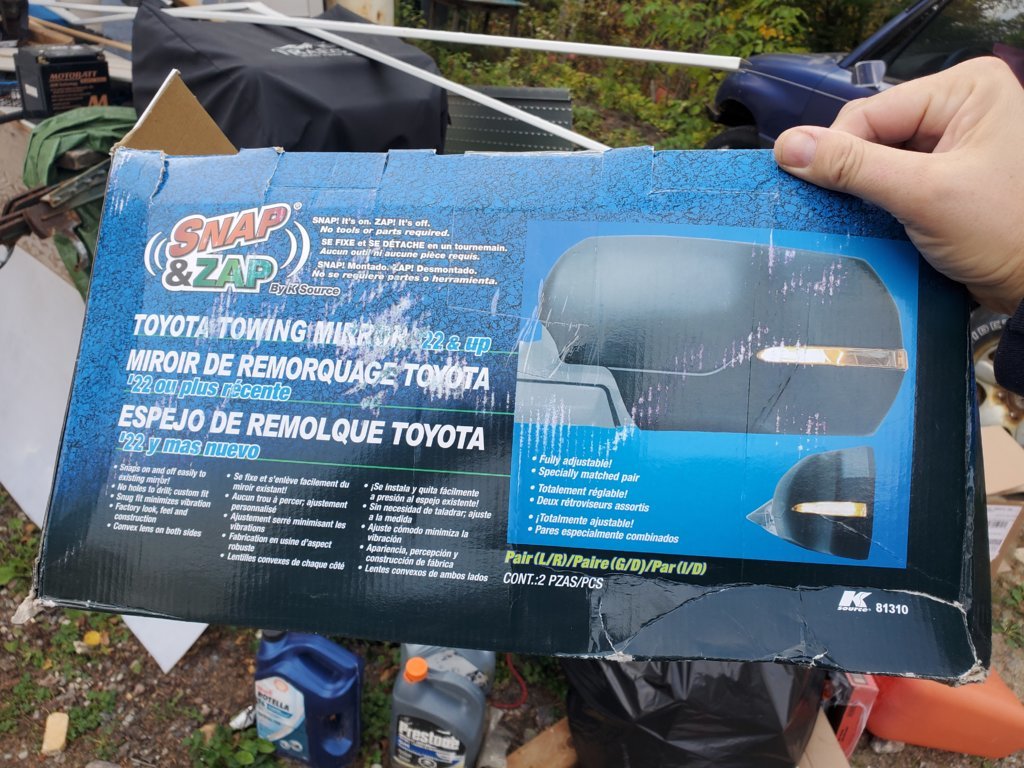 MOTOBATT
SNAP®
& ZAP
By K Source
SNAP! It's on. ZAP! It's off.
No tools or parts required.
SE FIXE et SE DÉTACHE en un tournemain.
Aucun outil ni aucune pièce requis.
SNAP! Montado. ZAP! Desmontado.
No se requiere partes o herramienta.
TOYOTA TOWING MIRROR '22 & up
MIROIR DE REMORQUAGE TOYOTA
'22 ou plus récente
ESPEJO DE REMOLQUE TOYOTA
'22 y mas nuevo
• Snaps on and off easily to
existing mirror!
• No holes to drill; custom fit
• Snug fit minimizes vibration
• Factory look, feel and
construction
• Convex lens on both sides
• Se fixe et s'enlève facilement du
miroir existant!
• Aucun trou à percer; ajustement
personnalisé
• Ajustement serré minimisant les
vibrations
• Fabrication en usine d'aspect
robuste
• Lentilles convexes de chaque côté
• ¡Se instala y quita fácilmente
a presión al espejo existente:
• Sin necesidad de taladrar; ajuste
a la medida
• Ajuste cómodo minimiza la
vibración
• Apariencia, percepción y
construcción de fábrica
• Lentes convexos de ambos lados
• Fully adjustable!
• Specially matched pair
• Totalement réglable!
• Deux rétroviseurs assortis
• ¡Totalmente ajustable!
• Pares especialmente combinados
Pair (L/R)/Paire (G/D)/Par (I/D)
CONT.:2 PZAS/PCS
K SOURCE® 81310
ROTELLA
Prestone